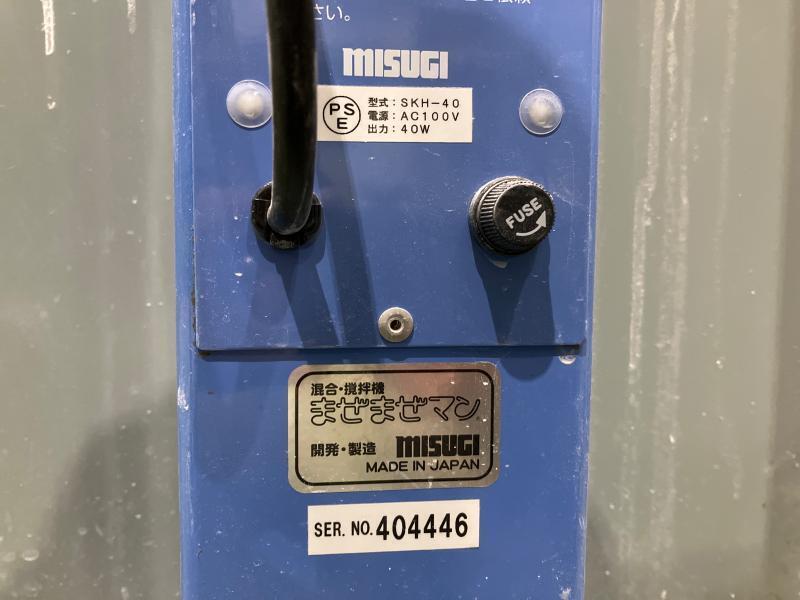 さい。
MISUGI
PSE
型式：SKH-40
電源：AC100V
出力：40W
FUSE
混合・撹拌機
まぜまぜマン
開発・製造 MISUGI
MADE IN JAPAN
SER. NO. 404446